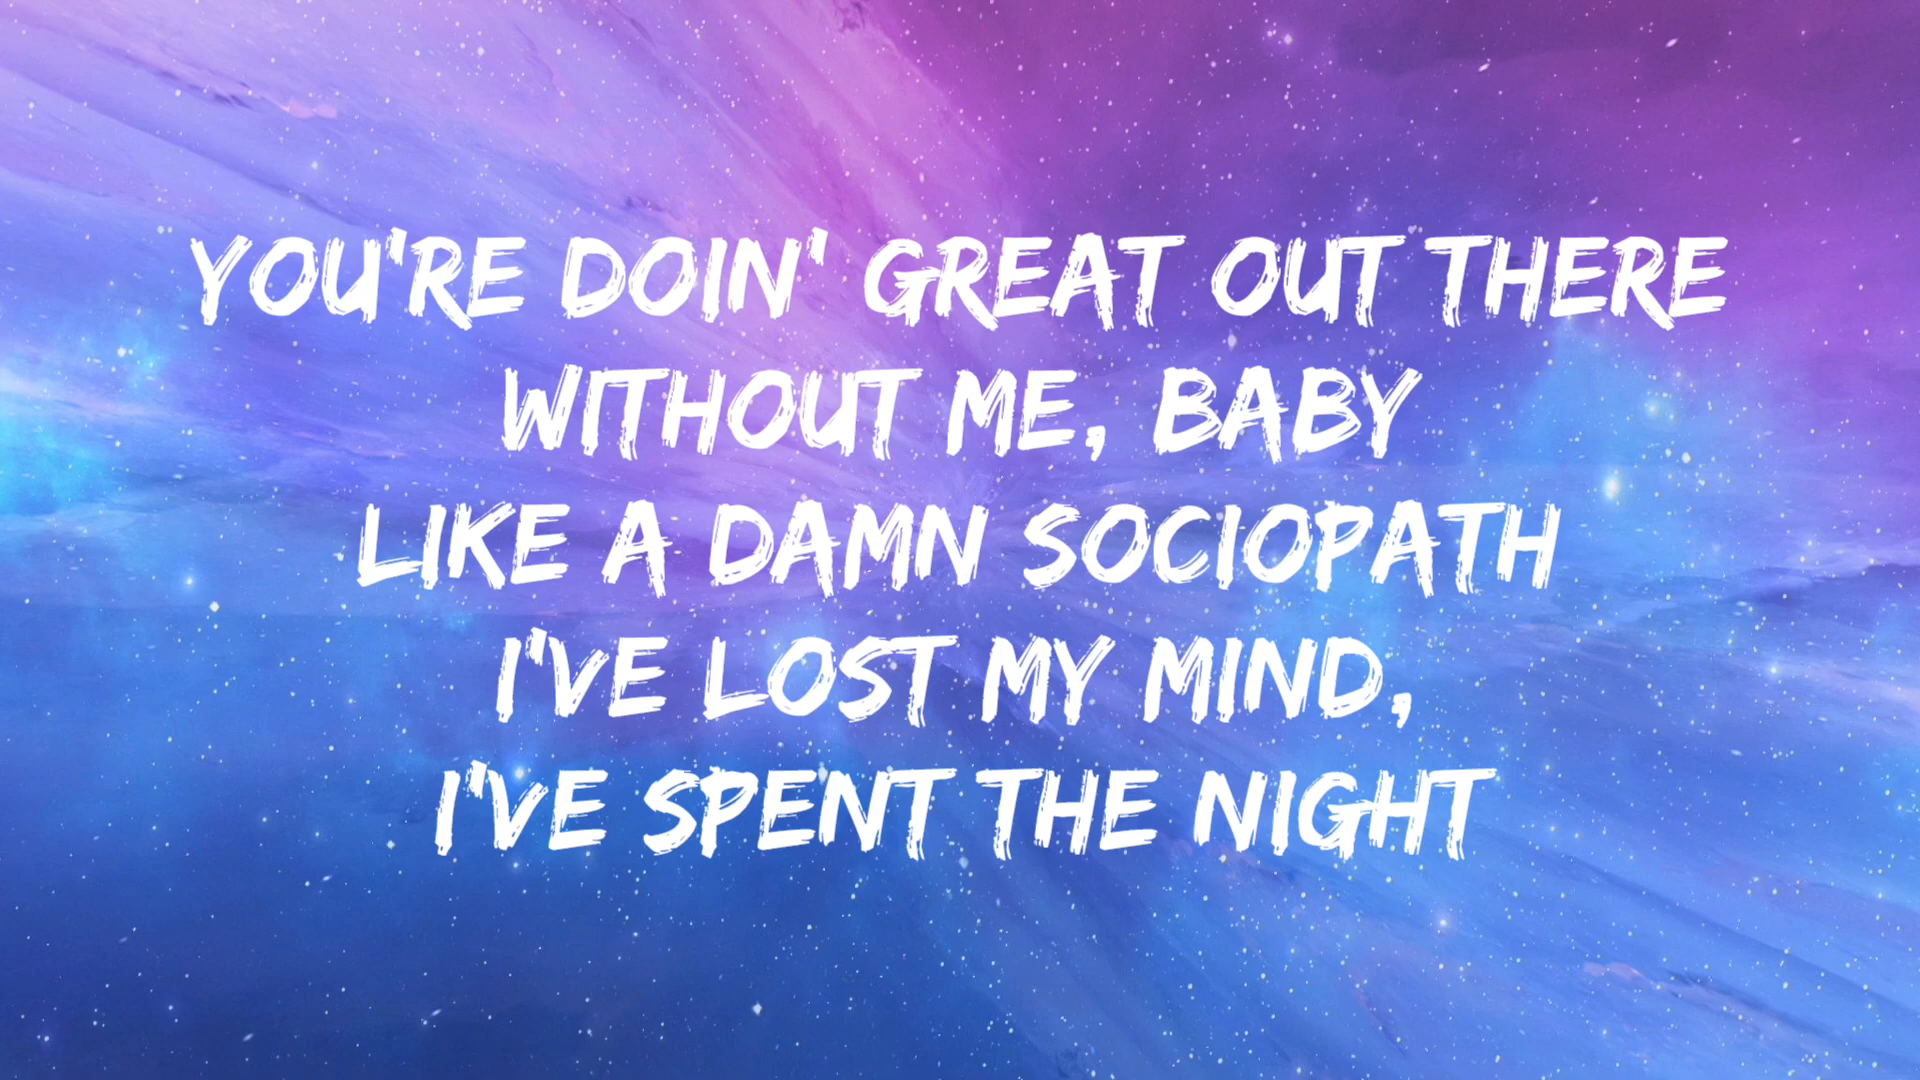 YOU'RE DOIN' GREAT OUT THERE
WITHOUT ME, BABY
LIKE A DAMN SOCIOPATH
I'VE LOST MY MIND,
I'VE SPENT THE NIGHT